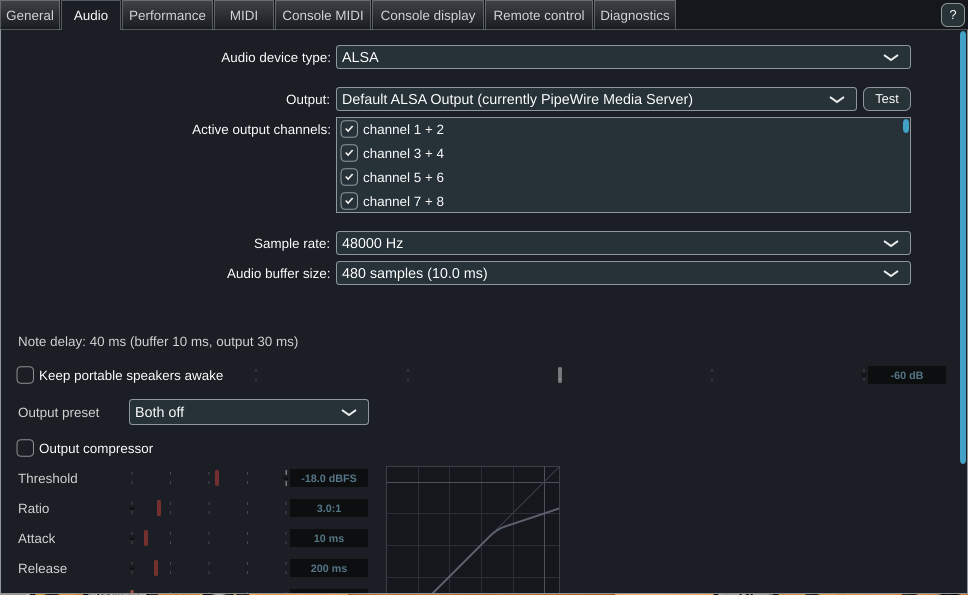 General Audio Performance MIDI Console MIDI Console display Remote control Diagnostics ?
Audio device type: ALSA
Output: Default ALSA Output (currently PipeWire Media Server) Test
Active output channels: channel 1 + 2
channel 3 + 4
channel 5 + 6
channel 7 + 8
Sample rate: 48000 Hz
Audio buffer size: 480 samples (10.0 ms)
Note delay: 40 ms (buffer 10 ms, output 30 ms)
Keep portable speakers awake -60 dB
Output preset Both off
Output compressor
Threshold -18.0 dBFS
Ratio 3.0:1
Attack 10 ms
Release 200 ms